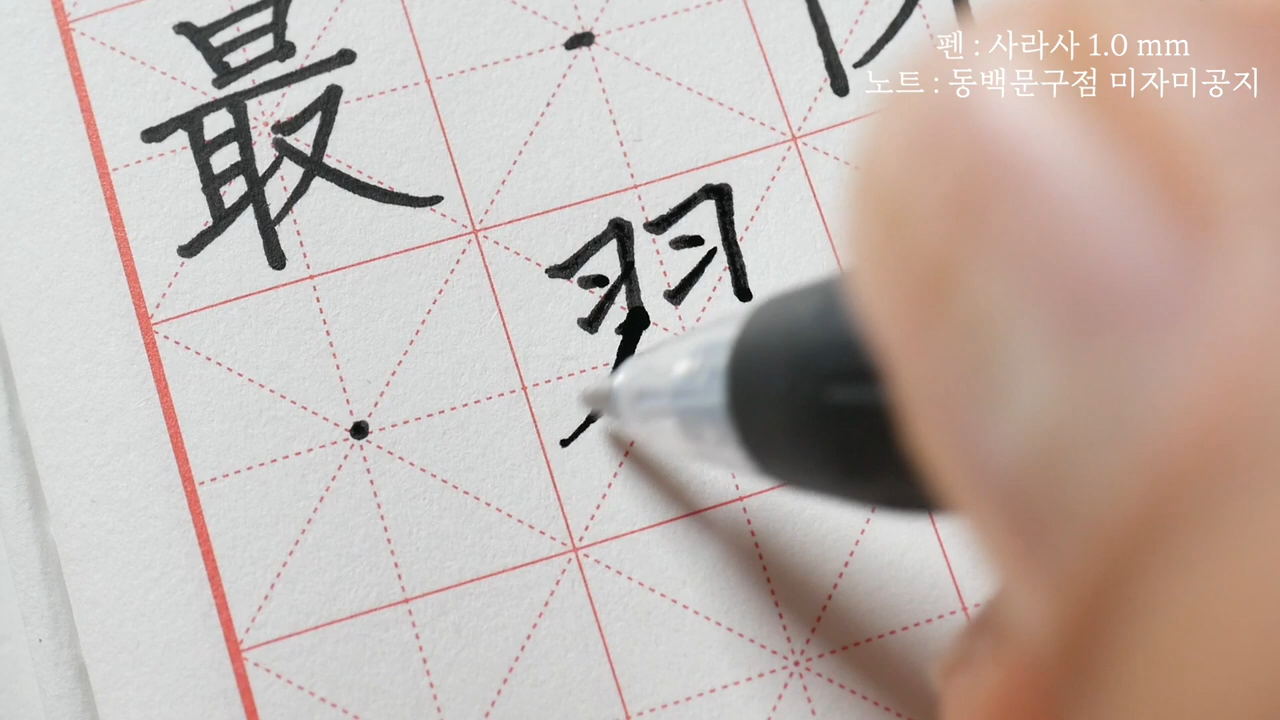 펜 : 사라사 1.0 mm
노트 : 동백문구점 미자미공지
最